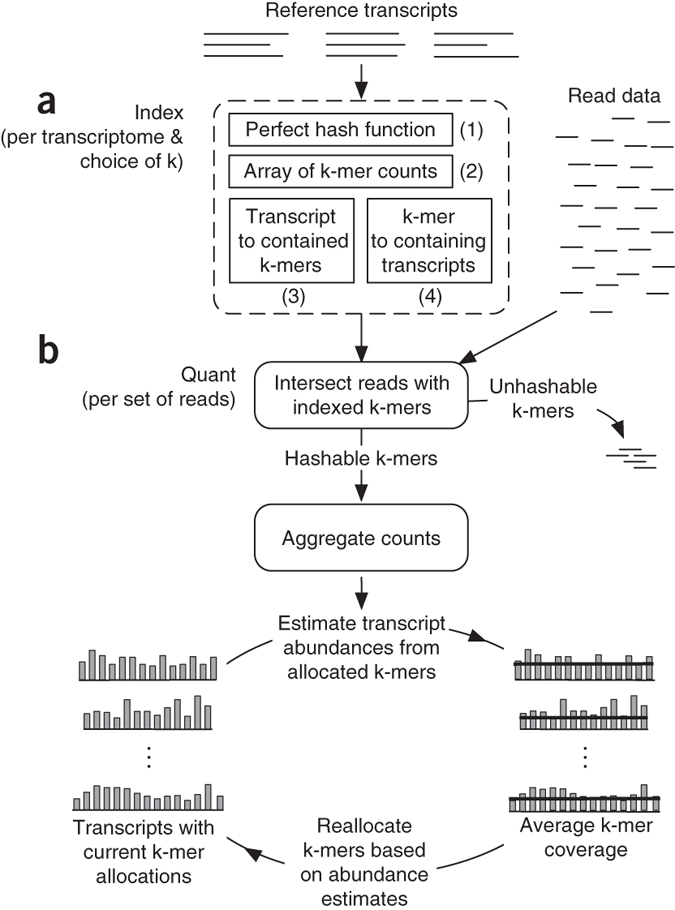 Reference transcripts
a
Index
(per transcriptome &
choice of k)
Perfect hash function
(1)
Array of k-mer counts
(2)
Transcript
to contained
k-mers
(3)
k-mer
to containing
transcripts
(4)
Read data
b
Quant
(per set of reads)
Intersect reads with
indexed k-mers
Unhashable
k-mers
Hashable k-mers
Aggregate counts
Estimate transcript
abundances from
allocated k-mers
Transcripts with
current k-mer
allocations
Reallocate
k-mers based
on abundance
estimates
Average k-mer
coverage